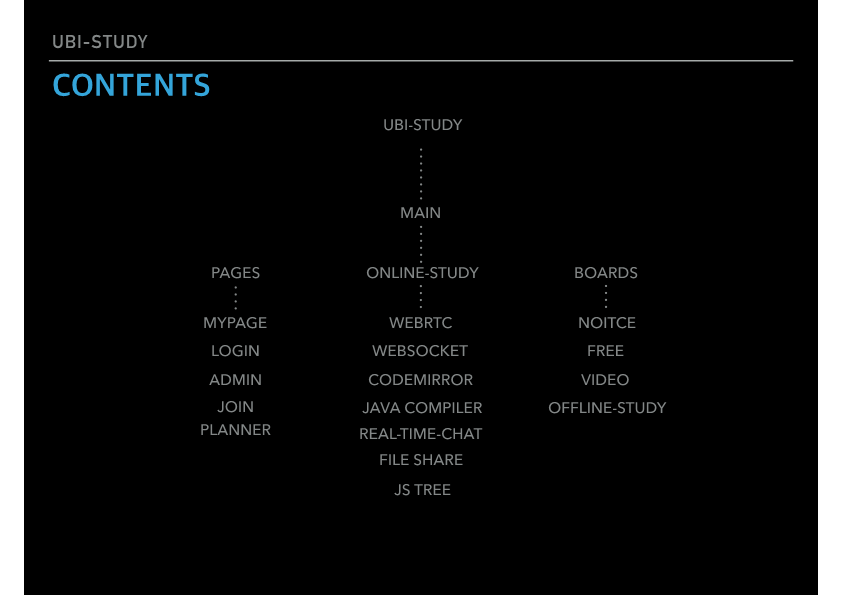 UBI-STUDY
CONTENTS
UBI-STUDY
MAIN
PAGES ONLINE-STUDY BOARDS
MYPAGE WEBRTC NOITCE
LOGIN WEBSOCKET FREE
ADMIN CODEMIRROR VIDEO
JOIN JAVA COMPILER OFFLINE-STUDY
PLANNER REAL-TIME-CHAT
FILE SHARE
JS TREE